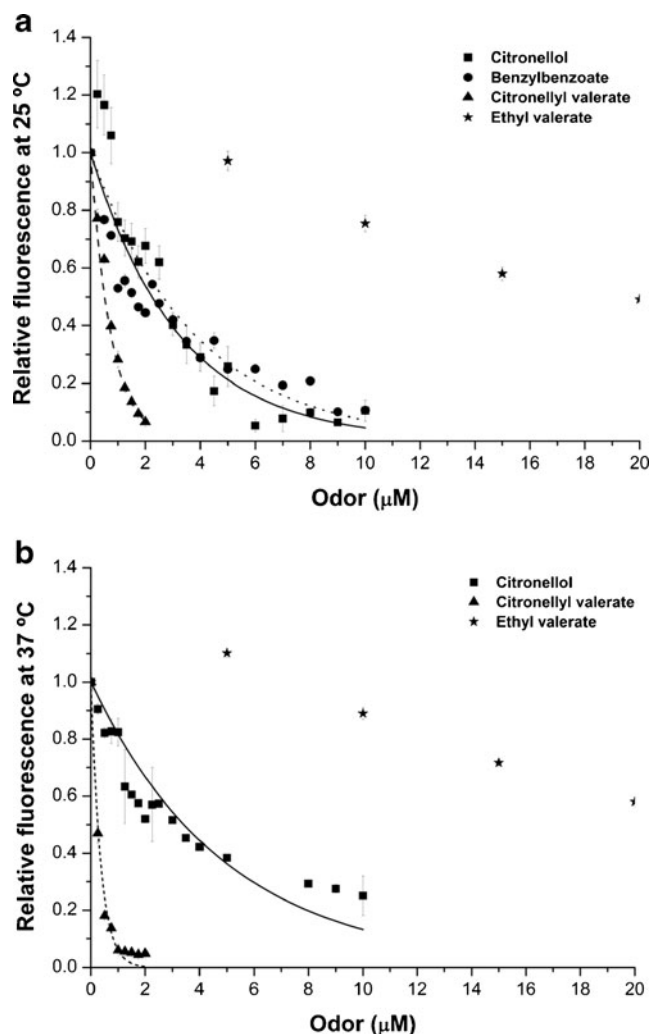 a
Relative fluorescence at 25 ºC
1.4
1.2
1.0
0.8
0.6
0.4
0.2
0.0
Citronellol
Benzylbenzoate
Citronellyl valerate
Ethyl valerate
0 2 4 6 8 10 12 14 16 18 20
Odor (μM)
b
Relative fluorescence at 37 ºC
1.4
1.2
1.0
0.8
0.6
0.4
0.2
0.0
Citronellol
Citronellyl valerate
Ethyl valerate
0 2 4 6 8 10 12 14 16 18 20
Odor (μM)